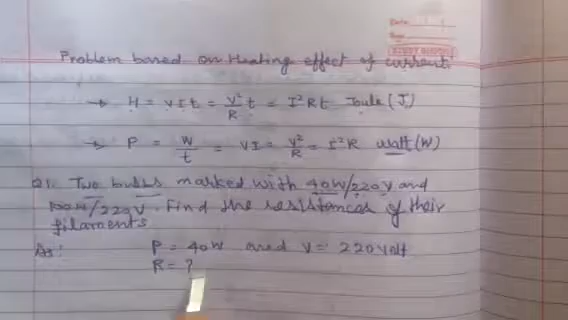 Problem based on Heating effect of current:
→ H = VIt = V²/R t = I²Rt Joule (J)
→ P = W/t = VI = V²/R = I²R watt (W)
Q1. Two bulbs marked with 40W/220V and
100W/220V. Find the resistances of their
filaments
As: P = 40W and V = 220 volt
R = ?